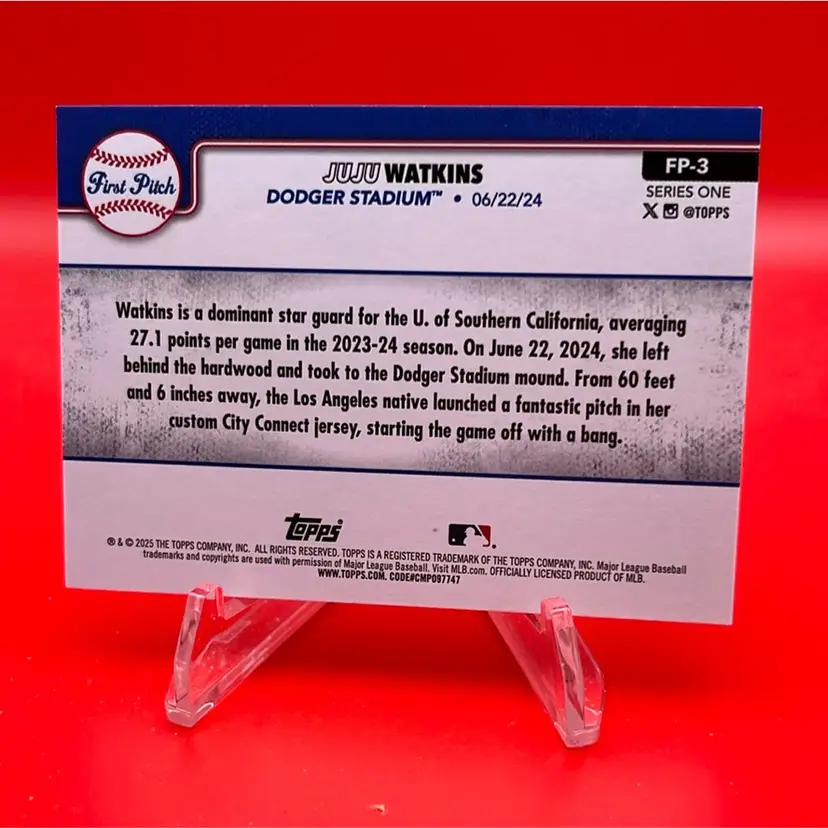 First Pitch
JUJU WATKINS
DODGER STADIUM™ • 06/22/24
FP-3
SERIES ONE
X @TOPPS
Watkins is a dominant star guard for the U. of Southern California, averaging
27.1 points per game in the 2023-24 season. On June 22, 2024, she left
behind the hardwood and took to the Dodger Stadium mound. From 60 feet
and 6 inches away, the Los Angeles native launched a fantastic pitch in her
custom City Connect jersey, starting the game off with a bang.
Topps
® & © 2025 THE TOPPS COMPANY, INC. ALL RIGHTS RESERVED. TOPPS IS A REGISTERED TRADEMARK OF THE TOPPS COMPANY, INC. Major League Baseball
trademarks and copyrights are used with permission of Major League Baseball. Visit MLB.com. OFFICIALLY LICENSED PRODUCT OF MLB.
WWW.TOPPS.COM. CODE#CMP097747